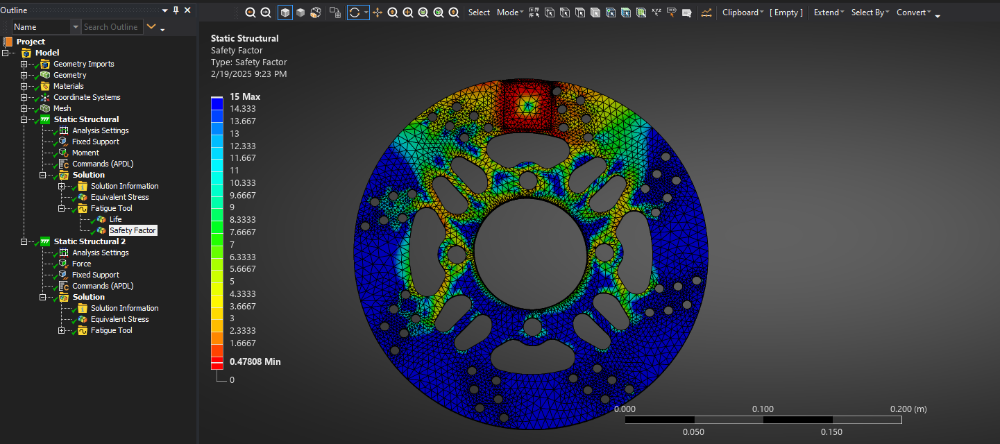 Outline
Name Search Outline
Project
Model
Geometry Imports
Geometry
Materials
Coordinate Systems
Mesh
Static Structural
Analysis Settings
Fixed Support
Moment
Commands (APDL)
Solution
Solution Information
Equivalent Stress
Fatigue Tool
Life
Safety Factor
Static Structural 2
Analysis Settings
Force
Fixed Support
Commands (APDL)
Solution
Solution Information
Equivalent Stress
Fatigue Tool
Select Mode Clipboard [ Empty ] Extend Select By Convert
Static Structural
Safety Factor
Type: Safety Factor
2/19/2025 9:23 PM
15 Max
14.333
13.667
13
12.333
11.667
11
10.333
9.6667
9
8.3333
7.6667
7
6.3333
5.6667
5
4.3333
3.6667
3
2.3333
1.6667
0.47808 Min
0
0.000 0.100 0.200 (m)
0.050 0.150